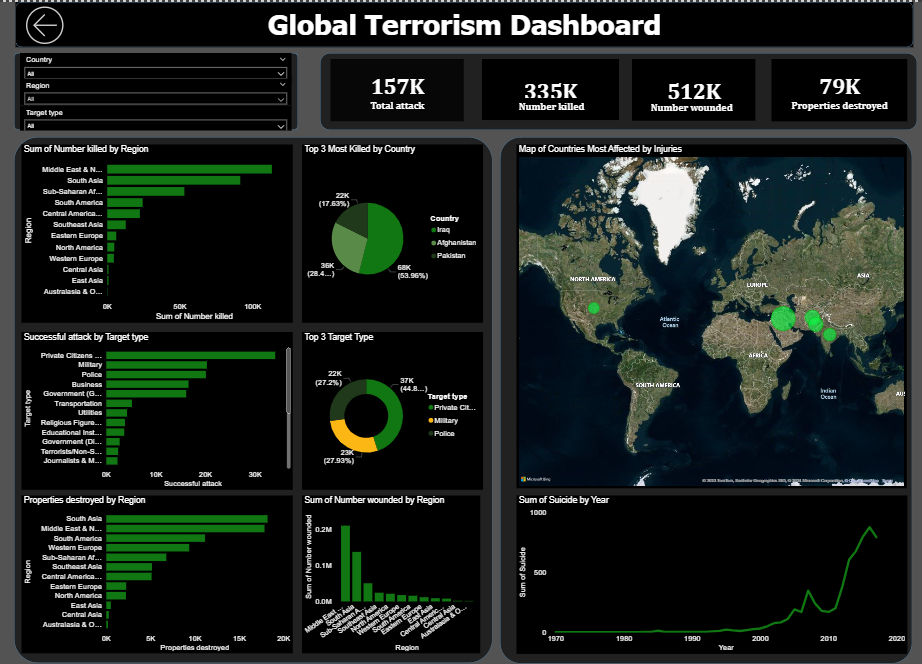 Global Terrorism Dashboard
Country
All
Region
All
Target type
All
157K
Total attack
335K
Number killed
512K
Number wounded
79K
Properties destroyed
Sum of Number killed by Region
Region
Middle East & N...
South Asia
Sub-Saharan Af...
South America
Central America...
Southeast Asia
Eastern Europe
North America
Western Europe
Central Asia
East Asia
Australasia & O...
0K 50K 100K
Sum of Number killed
Top 3 Most Killed by Country
22K
(17.63%)
36K
(28.4...)
68K
(53.96%)
Country
Iraq
Afghanistan
Pakistan
Map of Countries Most Affected by Injuries
NORTH AMERICA
EUROPE
ASIA
Atlantic
Ocean
AFRICA
SOUTH AMERICA
Indian
Ocean
AUS
Microsoft Bing
Successful attack by Target type
Target type
Private Citizens ...
Military
Police
Business
Government (G...
Transportation
Utilities
Religious Figure...
Educational Inst...
Government (Di...
Terrorists/Non-S...
Journalists & M...
0K 10K 20K 30K
Successful attack
Top 3 Target Type
22K
(27.2%)
37K
(44.8...)
23K
(27.93%)
Target type
Private Cit...
Military
Police
Properties destroyed by Region
Region
South Asia
Middle East & N...
South America
Western Europe
Sub-Saharan Af...
Southeast Asia
Central America...
Eastern Europe
North America
East Asia
Central Asia
Australasia & O...
0K 5K 10K 15K 20K
Properties destroyed
Sum of Number wounded by Region
Sum of Number wounded
0.2M
0.1M
0.0M
Middle East ...
South Asia
Sub-Saharan A...
Southeast Asia
North America
Western Europe
South America
Eastern Europe
East Asia
Central Americ...
Central Asia
Australasia & O...
Region
Sum of Suicide by Year
Sum of Suicide
1000
500
0
1970 1980 1990 2000 2010 2020
Year